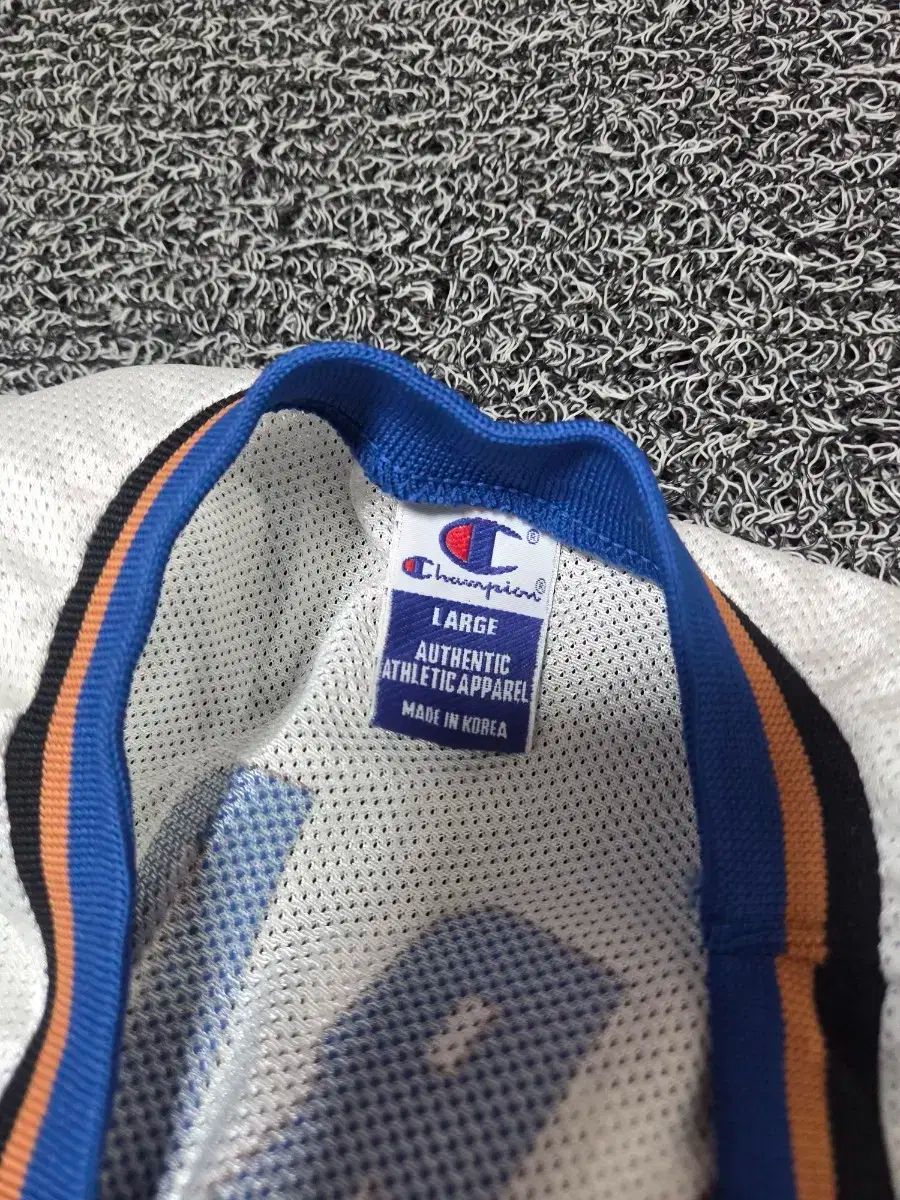 Champion
LARGE
AUTHENTIC
ATHLETIC APPAREL
MADE IN KOREA